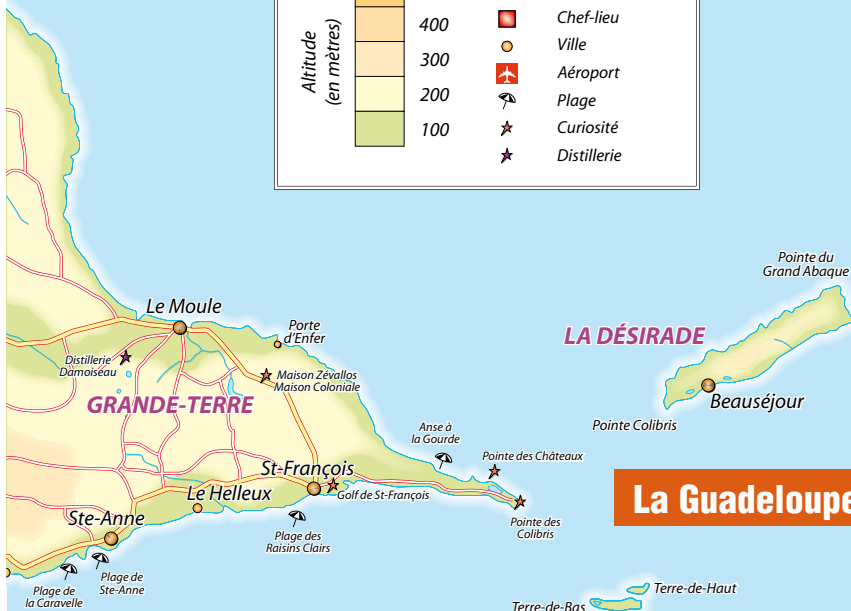 Altitude
(en mètres)
400
300
200
100
Chef-lieu
Ville
Aéroport
Plage
Curiosité
Distillerie
Pointe du
Grand Abaque
Le Moule
Porte
d'Enfer
LA DÉSIRADE
Distillerie
Damoiseau
Maison Zévallos
Maison Coloniale
GRANDE-TERRE
Beauséjour
Pointe Colibris
Anse à
la Gourde
Pointe des Châteaux
St-François
Golf de St-François
Le Helleux
La Guadeloupe
Ste-Anne
Plage des
Raisins Clairs
Pointe des
Colibris
Plage de
la Caravelle
Plage de
Ste-Anne
Terre-de-Haut
Terre-de-Bas